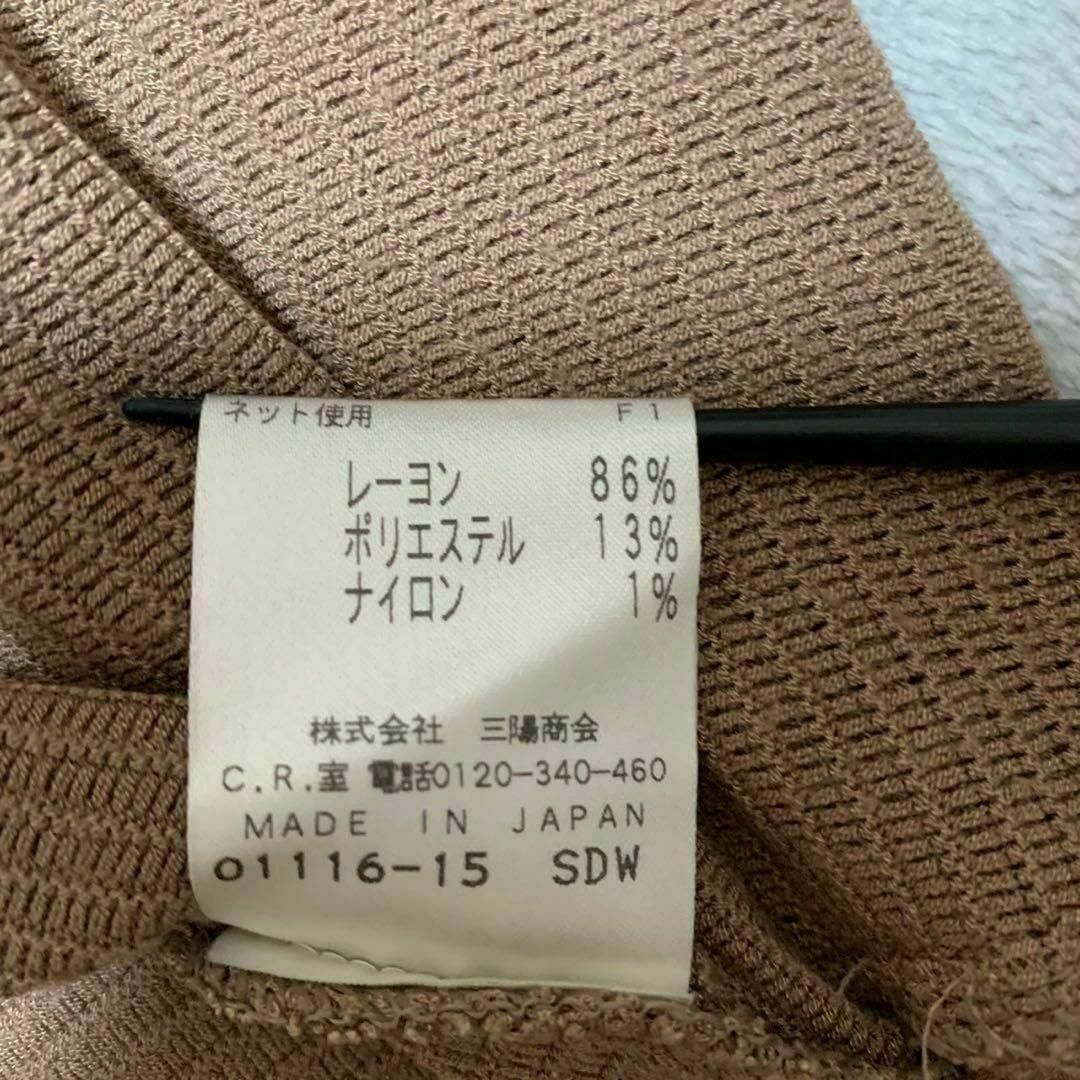 ネット使用 F1
レーヨン 86%
ポリエステル 13%
ナイロン 1%
株式会社 三陽商会
C.R.室 電話0120-340-460
MADE IN JAPAN
01116-15 SDW